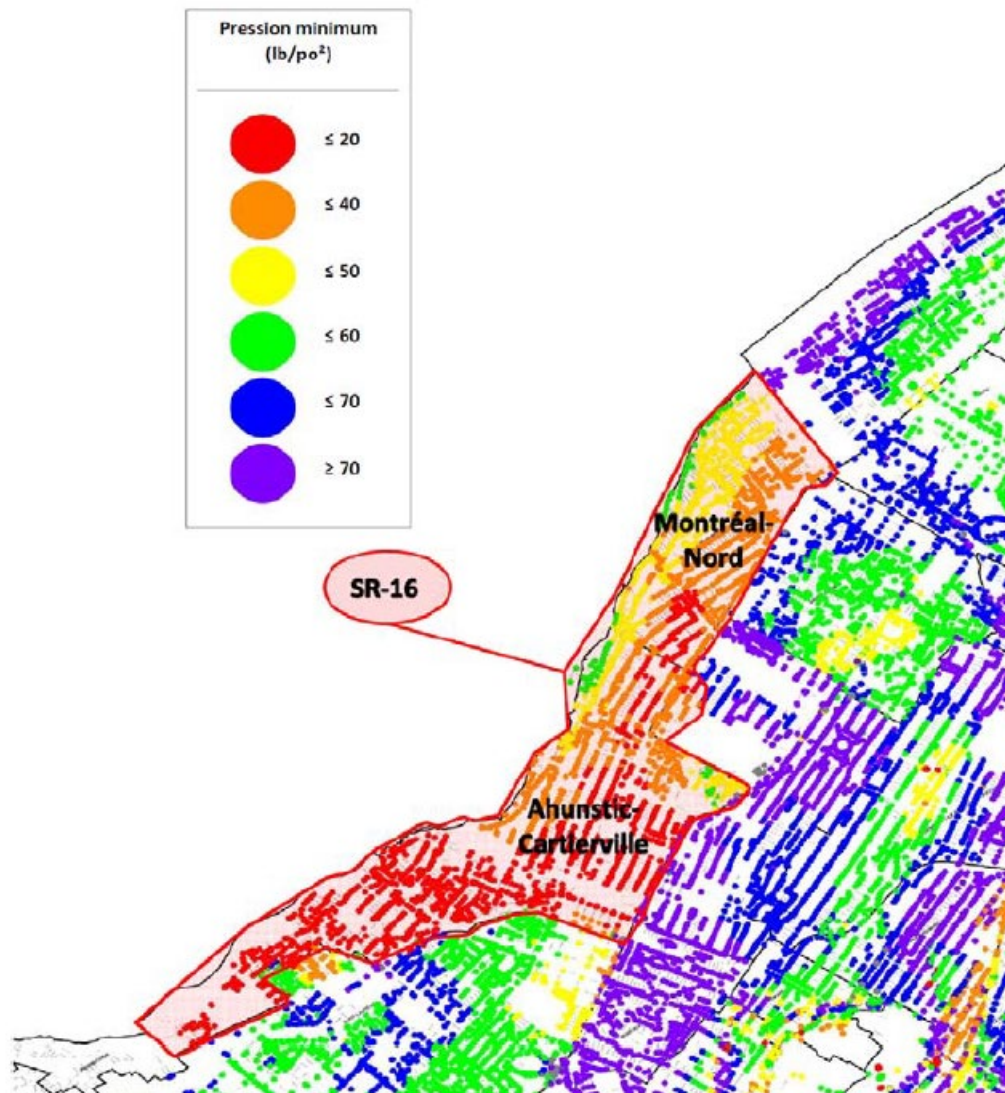 Pression minimum
(lb/po²)
≤ 20
≤ 40
≤ 50
≤ 60
≤ 70
≥ 70
SR-16
Montréal-
Nord
Ahunstic-
Cartierville